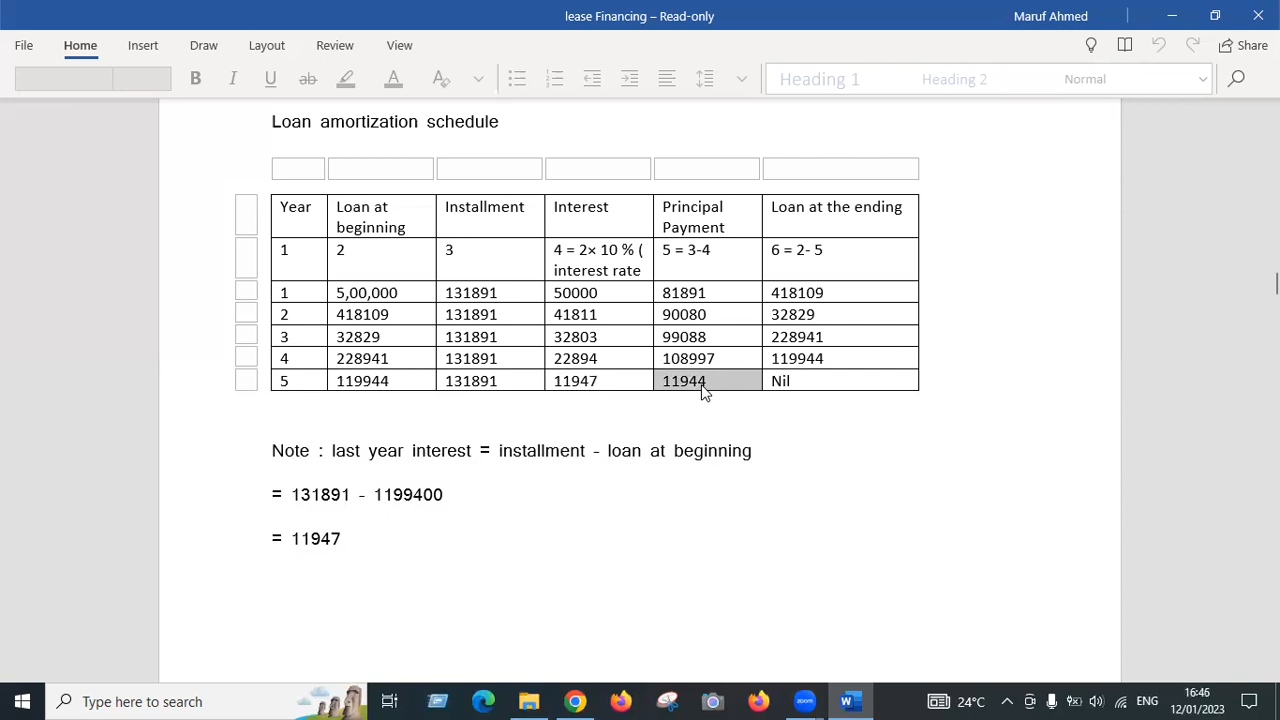 lease Financing – Read-only
Maruf Ahmed
File Home Insert Draw Layout References Review View
Share
B I U ab A A
Heading 1 Heading 2 Normal
Loan amortization schedule
Year Loan at beginning Installment Interest Principal Payment Loan at the ending
1 2 3 4 = 2× 10 % ( interest rate 5 = 3-4 6 = 2- 5
1 5,00,000 131891 50000 81891 418109
2 418109 131891 41811 90080 32829
3 32829 131891 32803 99088 228941
4 228941 131891 22894 108997 119944
5 119944 131891 11947 11944 Nil
Note : last year interest = installment - loan at beginning
= 131891 - 1199400
= 11947
Type here to search
zoom
24°C
ENG
16:46
12/01/2023